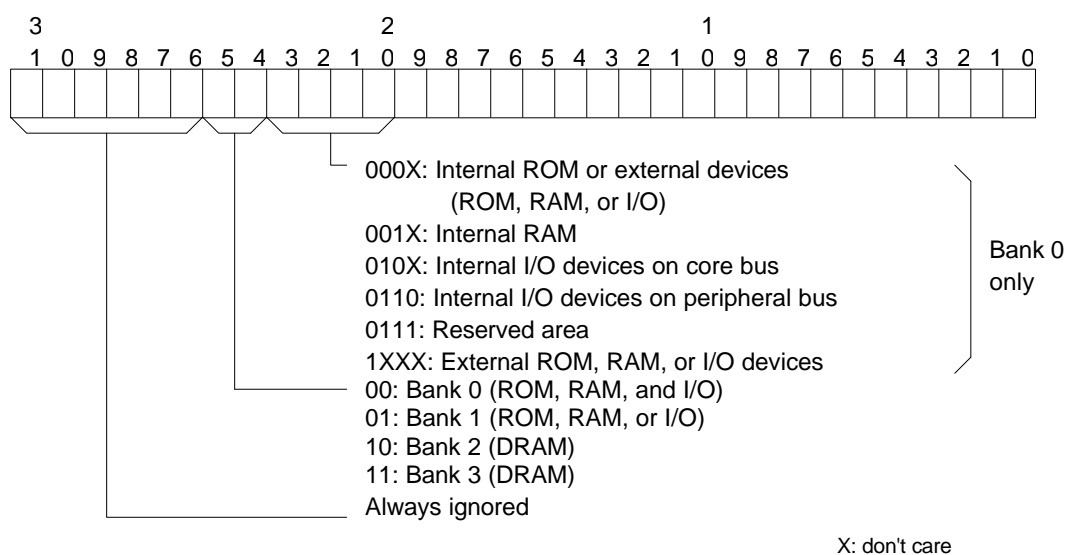 3 2 1
1 0 9 8 7 6 5 4 3 2 1 0 9 8 7 6 5 4 3 2 1 0 9 8 7 6 5 4 3 2 1 0
000X: Internal ROM or external devices
(ROM, RAM, or I/O)
001X: Internal RAM
010X: Internal I/O devices on core bus
0110: Internal I/O devices on peripheral bus
0111: Reserved area
1XXX: External ROM, RAM, or I/O devices
Bank 0
only
00: Bank 0 (ROM, RAM, and I/O)
01: Bank 1 (ROM, RAM, or I/O)
10: Bank 2 (DRAM)
11: Bank 3 (DRAM)
Always ignored
X: don't care